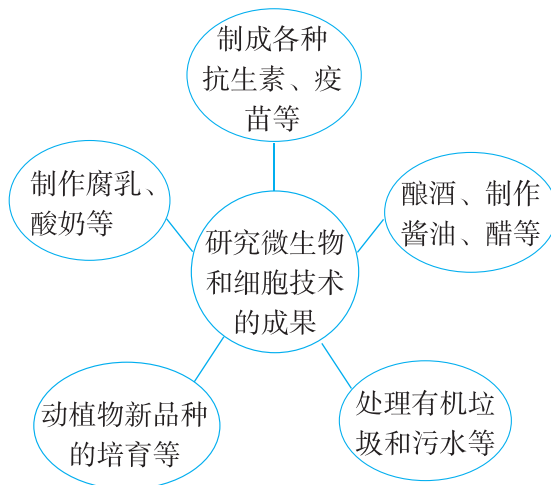 制成各种
抗生素、疫
苗等
制作腐乳、
酸奶等
酿酒、制作
酱油、醋等
研究微生物
和细胞技术
的成果
动植物新品种
的培育等
处理有机垃
圾和污水等